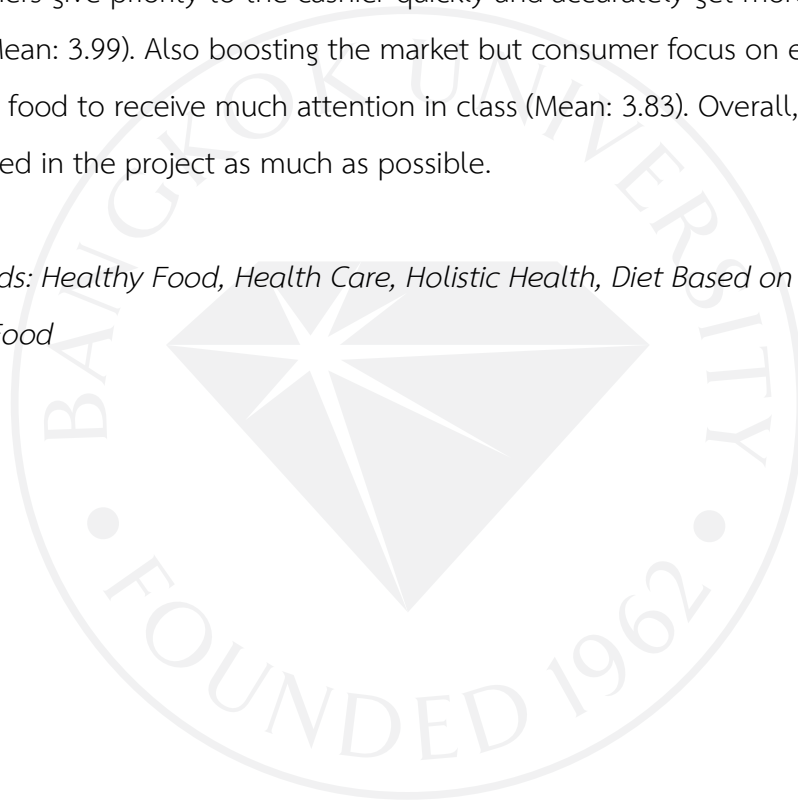 give priority to the cashier quickly and accurately get
Mean: 3.99). Also boosting the market but consumer focus on
food to receive much attention in class (Mean: 3.83). Overall,
ed in the project as much as possible.
ds: Healthy Food, Health Care, Holistic Health, Diet Based on
Food
BANGKOK UNIVERSITY
FOUNDED 1962